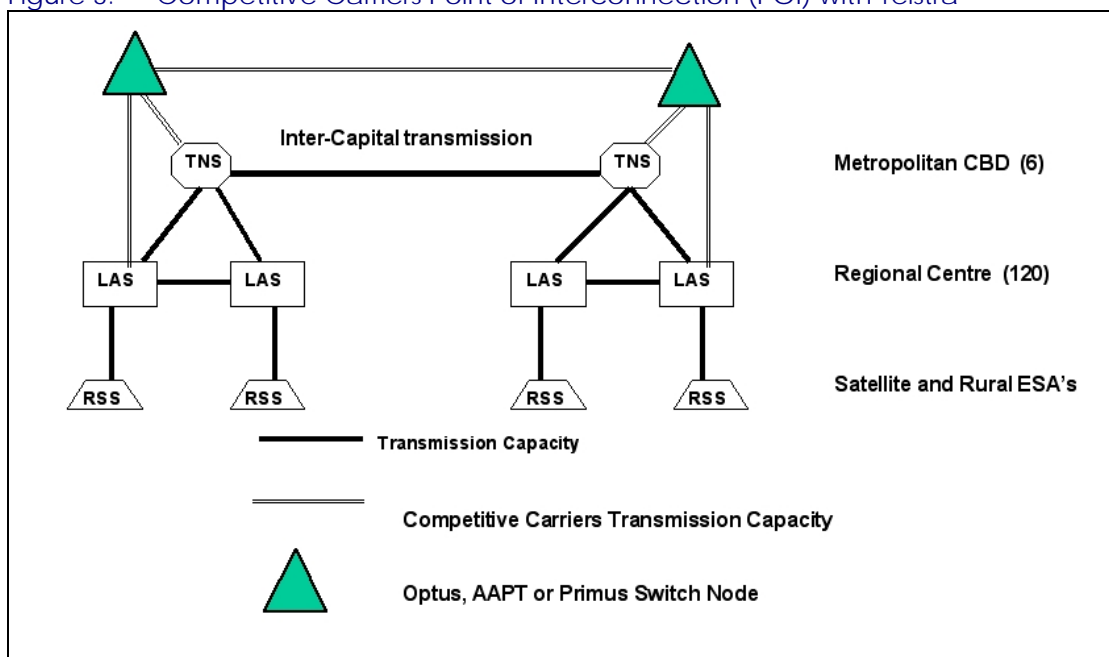 Competitive Carriers Point of Interconnection (POI) with Telstra
Inter-Capital transmission
TNS TNS Metropolitan CBD (6)
LAS LAS LAS LAS Regional Centre (120)
RSS RSS RSS RSS Satellite and Rural ESA's
Transmission Capacity
Competitive Carriers Transmission Capacity
Optus, AAPT or Primus Switch Node